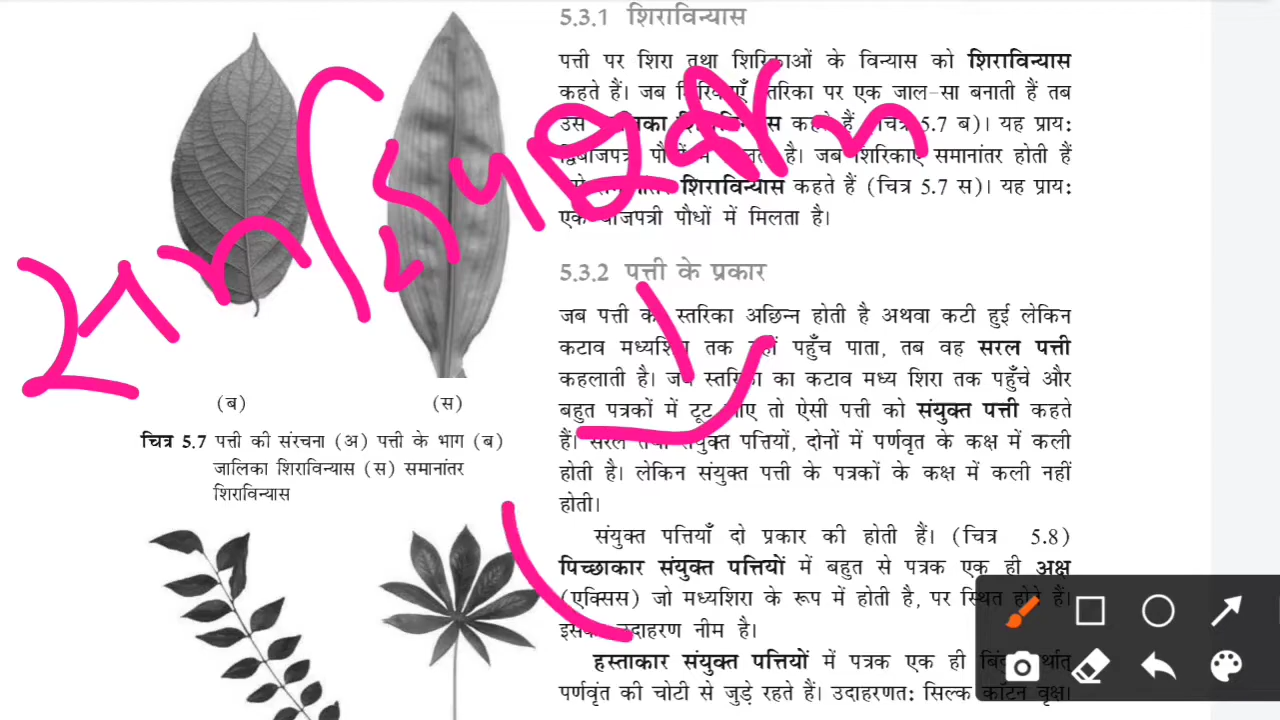 5.3.1 शिराविन्यास
पत्ती पर शिरा तथा शिरिकाओं के विन्यास को शिराविन्यास
कहते हैं। जब शिरिकाएँ स्तरिका पर एक जाल-सा बनाती हैं तब
उसे जालिका शिराविन्यास कहते हैं (चित्र 5.7 ब)। यह प्राय:
द्विबीजपत्री पौधों में मिलता है। जब शिरिकाएँ समानांतर होती हैं
उसे समानांतर शिराविन्यास कहते हैं (चित्र 5.7 स)। यह प्राय:
एक बीजपत्री पौधों में मिलता है।
5.3.2 पत्ती के प्रकार
जब पत्ती की स्तरिका अछिन्न होती है अथवा कटी हुई लेकिन
कटाव मध्यशिरा तक नहीं पहुँच पाता, तब वह सरल पत्ती
कहलाती है। जब स्तरिका का कटाव मध्य शिरा तक पहुँचे और
बहुत पत्रकों में टूट जाए तो ऐसी पत्ती को संयुक्त पत्ती कहते
हैं। सरल तथा संयुक्त पत्तियों, दोनों में पर्णवृत के कक्ष में कली
होती है। लेकिन संयुक्त पत्ती के पत्रकों के कक्ष में कली नहीं
होती।
संयुक्त पत्तियाँ दो प्रकार की होती हैं। (चित्र 5.8)
पिच्छाकार संयुक्त पत्तियों में बहुत से पत्रक एक ही अक्ष
(एक्सिस) जो मध्यशिरा के रूप में होती है, पर स्थित होते हैं।
इसका उदाहरण नीम है।
हस्ताकार संयुक्त पत्तियों में पत्रक एक ही बिंदु अर्थात्
पर्णवृंत की चोटी से जुड़े रहते हैं। उदाहरणत: सिल्क कॉटन वृक्ष।
(ब) (स)
चित्र 5.7 पत्ती की संरचना (अ) पत्ती के भाग (ब)
जालिका शिराविन्यास (स) समानांतर
शिराविन्यास